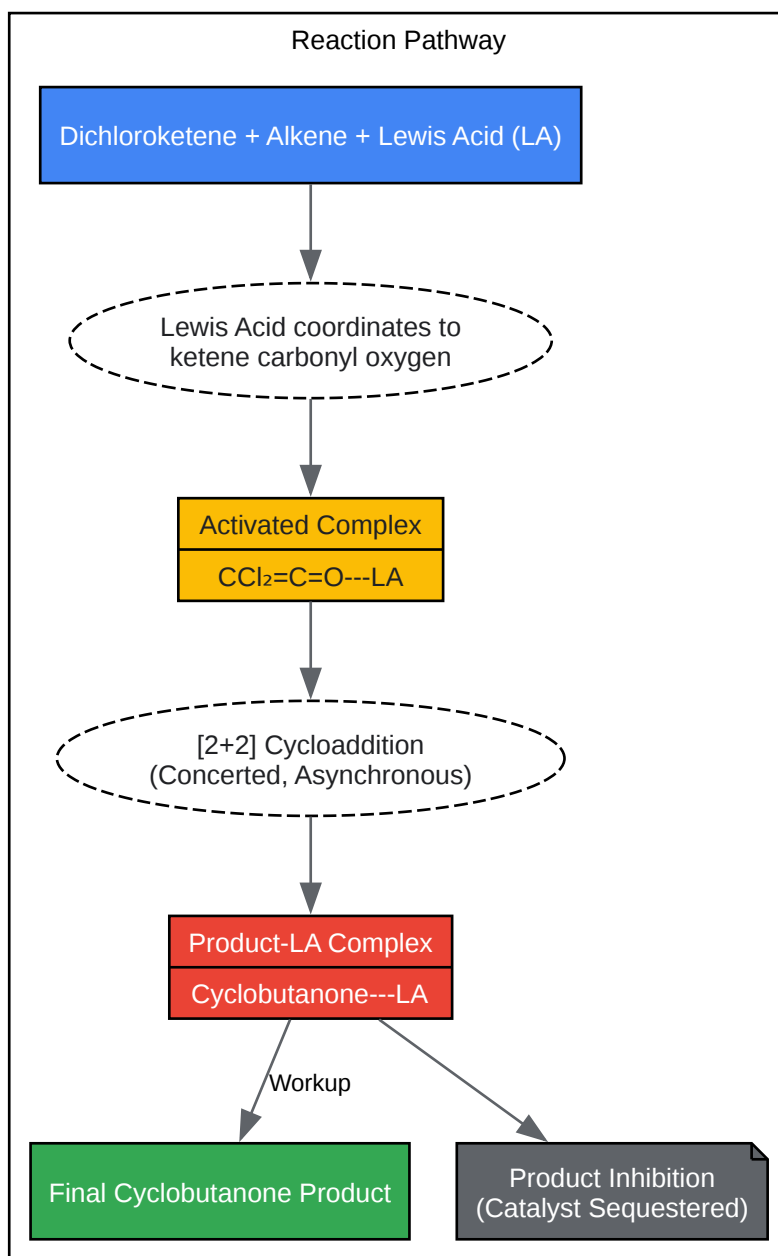 Reaction Pathway
Dichloroketene + Alkene + Lewis Acid (LA)
Lewis Acid coordinates to
ketene carbonyl oxygen
Activated Complex
CCl₂=C=O---LA
[2+2] Cycloaddition
(Concerted, Asynchronous)
Product-LA Complex
Cyclobutanone---LA
Workup
Final Cyclobutanone Product
Product Inhibition
(Catalyst Sequestered)